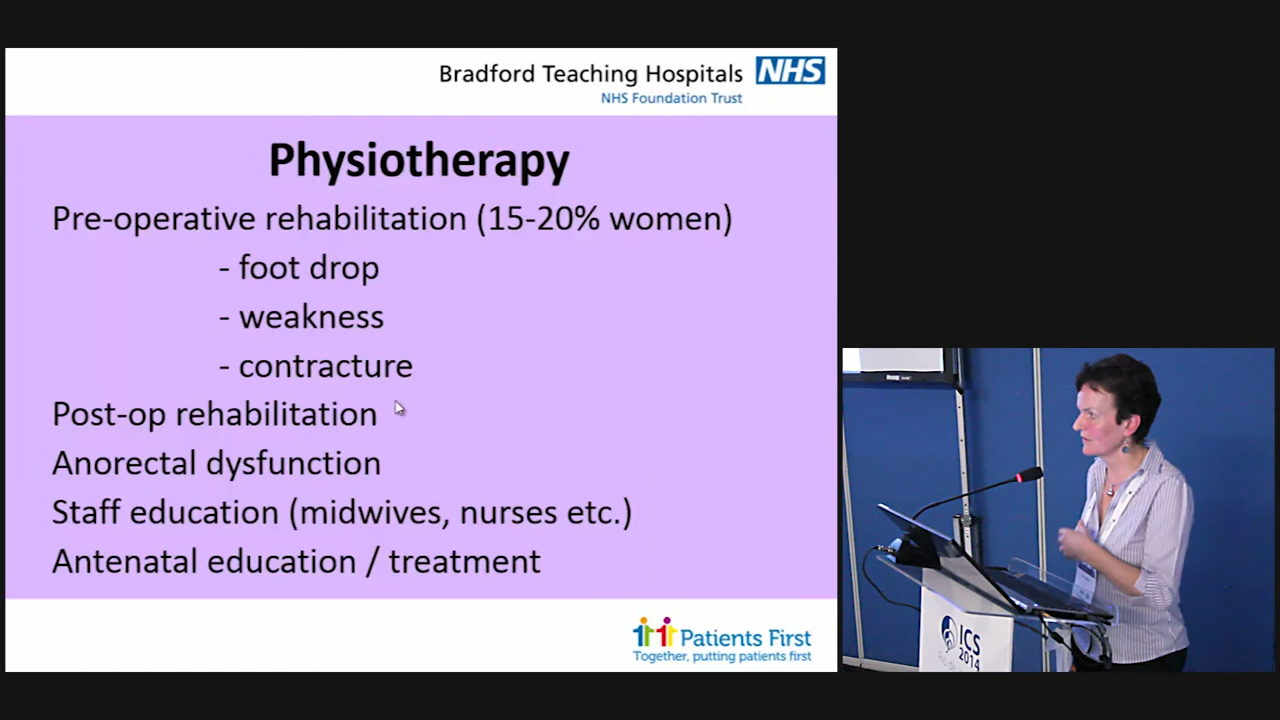 Bradford Teaching Hospitals NHS
NHS Foundation Trust
Physiotherapy
Pre-operative rehabilitation (15-20% women)
- foot drop
- weakness
- contracture
Post-op rehabilitation
Anorectal dysfunction
Staff education (midwives, nurses etc.)
Antenatal education / treatment
Patients First
Together, putting patients first
ICS
2014